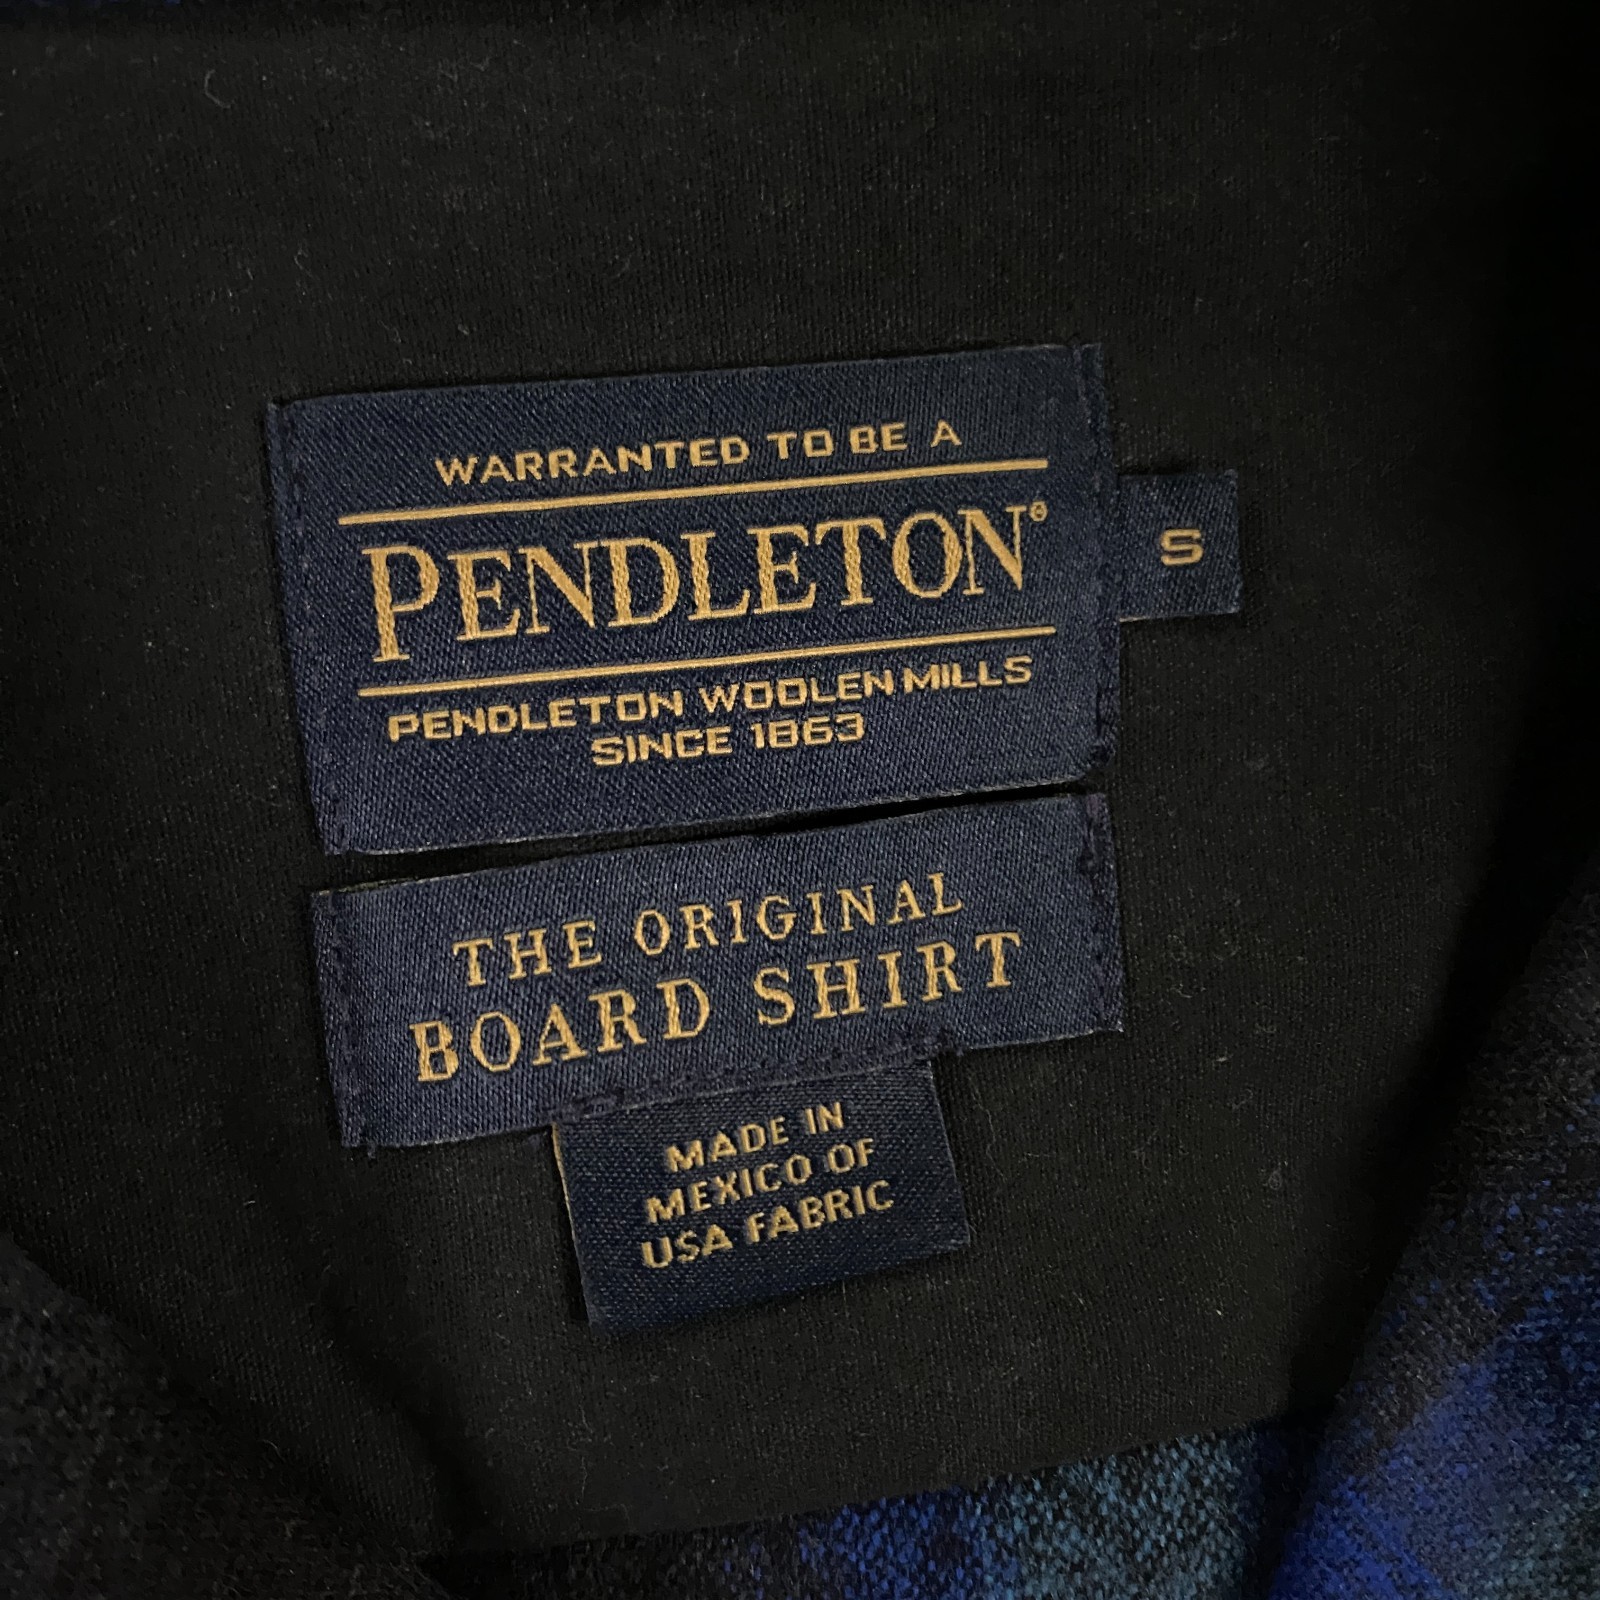 WARRANTED TO BE A
PENDLETON®
S
PENDLETON WOOLEN MILLS
SINCE 1863
THE ORIGINAL
BOARD SHIRT
MADE IN
MEXICO OF
USA FABRIC